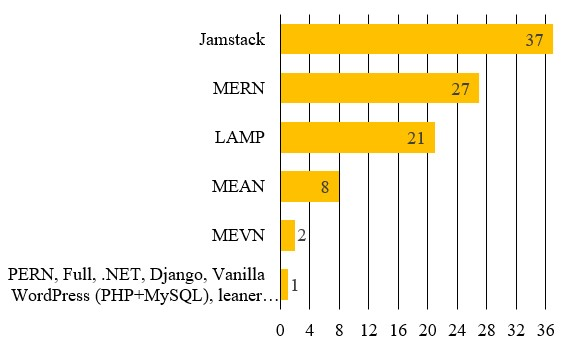 Jamstack 37
MERN 27
LAMP 21
MEAN 8
MEVN 2
PERN, Full, .NET, Django, Vanilla
WordPress (PHP+MySQL), leaner… 1
0 4 8 12 16 20 24 28 32 36